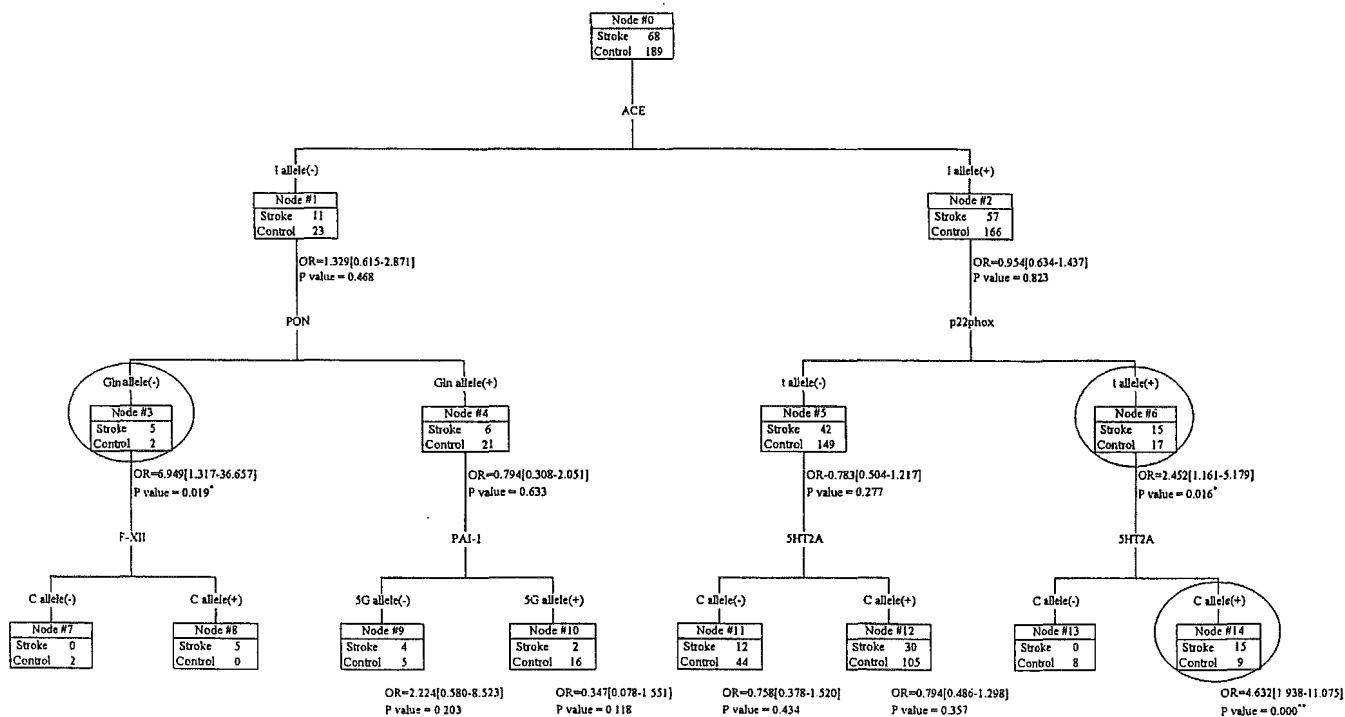 Node #0
Stroke 68
Control 189
ACE
I allele(-)
I allele(+)
Node #1
Stroke 11
Control 23
Node #2
Stroke 57
Control 166
OR=1.329[0.615-2.871]
P value = 0.468
OR=0.954[0.634-1.437]
P value = 0.823
PON
p22phox
Gln allele(-)
Gln allele(+)
t allele(-)
t allele(+)
Node #3
Stroke 5
Control 2
Node #4
Stroke 6
Control 21
Node #5
Stroke 42
Control 149
Node #6
Stroke 15
Control 17
OR=6.949[1.317-36.657]
P value = 0.019*
OR=0.794[0.308-2.051]
P value = 0.633
OR-0.783[0.504-1.217]
P value = 0.277
OR=2.452[1.161-5.179]
P value = 0.016*
F-XII
PAI-1
5HT2A
5HT2A
C allele(-)
C allele(+)
5G allele(-)
5G allele(+)
C allele(-)
C allele(+)
C allele(-)
C allele(+)
Node #7
Stroke 0
Control 2
Node #8
Stroke 5
Control 0
Node #9
Stroke 4
Control 5
Node #10
Stroke 2
Control 16
Node #11
Stroke 12
Control 44
Node #12
Stroke 30
Control 105
Node #13
Stroke 0
Control 8
Node #14
Stroke 15
Control 9
OR=2.224[0.580-8.523]
P value = 0 203
OR=0.347[0.078-1 551]
P value = 0 118
OR=0.758[0.378-1.520]
P value = 0.434
OR=0.794[0.486-1.298]
P value = 0.357
OR=4.632[1 938-11.075]
P value = 0.000**